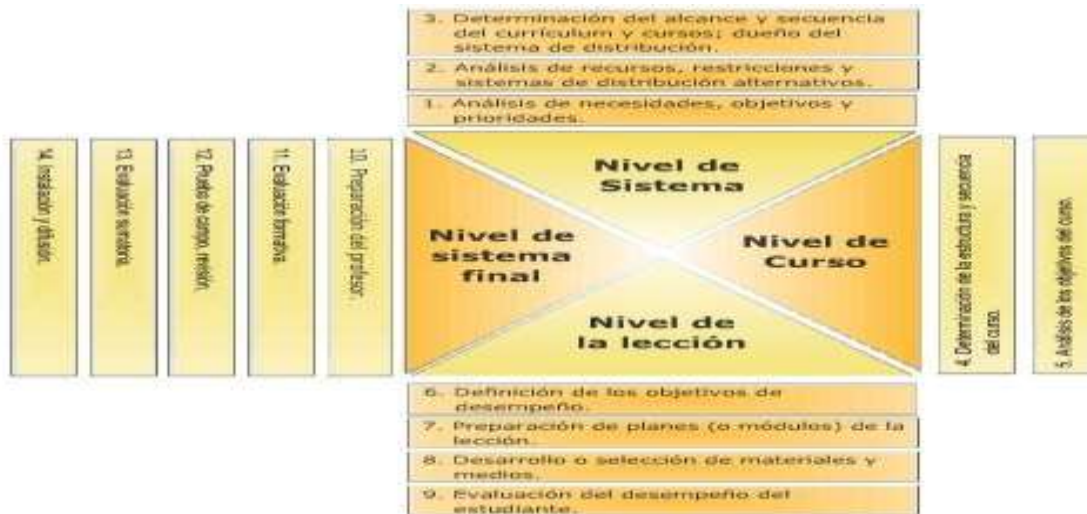 3. Determinación del alcance y secuencia
del currículum y cursos; dueño del
sistema de distribución.
2. Análisis de recursos, restricciones y
sistemas de distribución alternativos.
1. Análisis de necesidades, objetivos y
prioridades.
14. Instalación y difusión.
13. Evaluación sumatoria.
12. Prueba de campo, revisión.
11. Evaluación formativa.
10. Preparación del profesor.
Nivel de
Sistema
Nivel de
sistema
final
Nivel de
Curso
Nivel de
la lección
4. Determinación de la estructura y secuencia
del curso.
5. Análisis de los objetivos del curso.
6. Definición de los objetivos de
desempeño.
7. Preparación de planes (o módulos) de la
lección.
8. Desarrollo o selección de materiales y
medios.
9. Evaluación del desempeño del
estudiante.